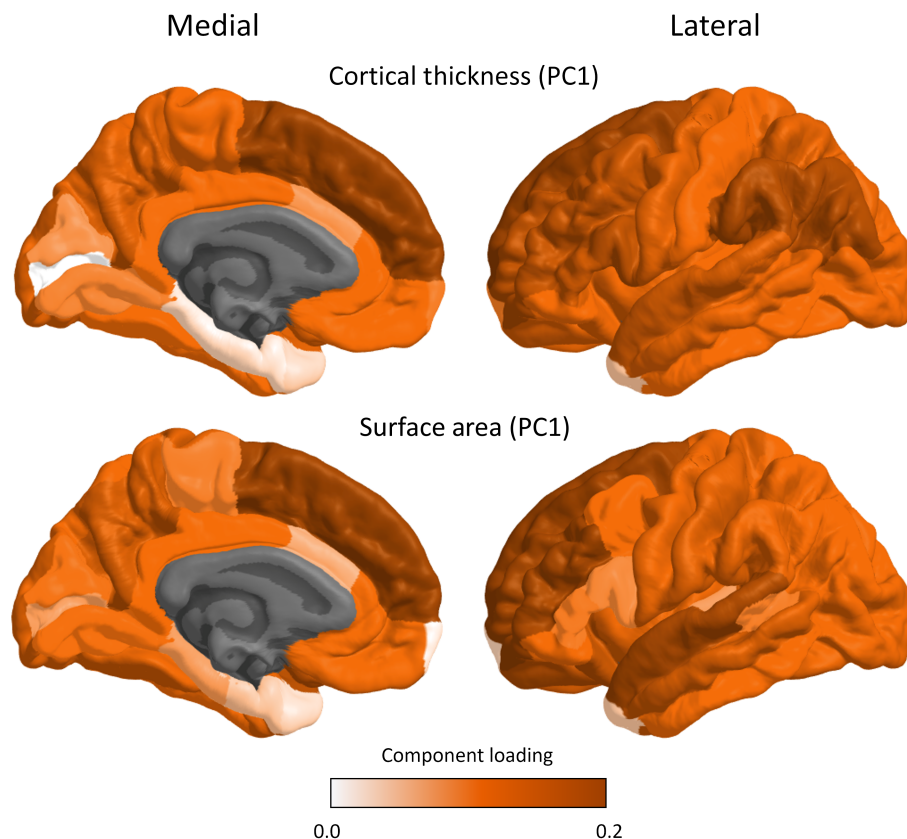 Medial
Lateral
Cortical thickness (PC1)
Surface area (PC1)
Component loading
0.0
0.2